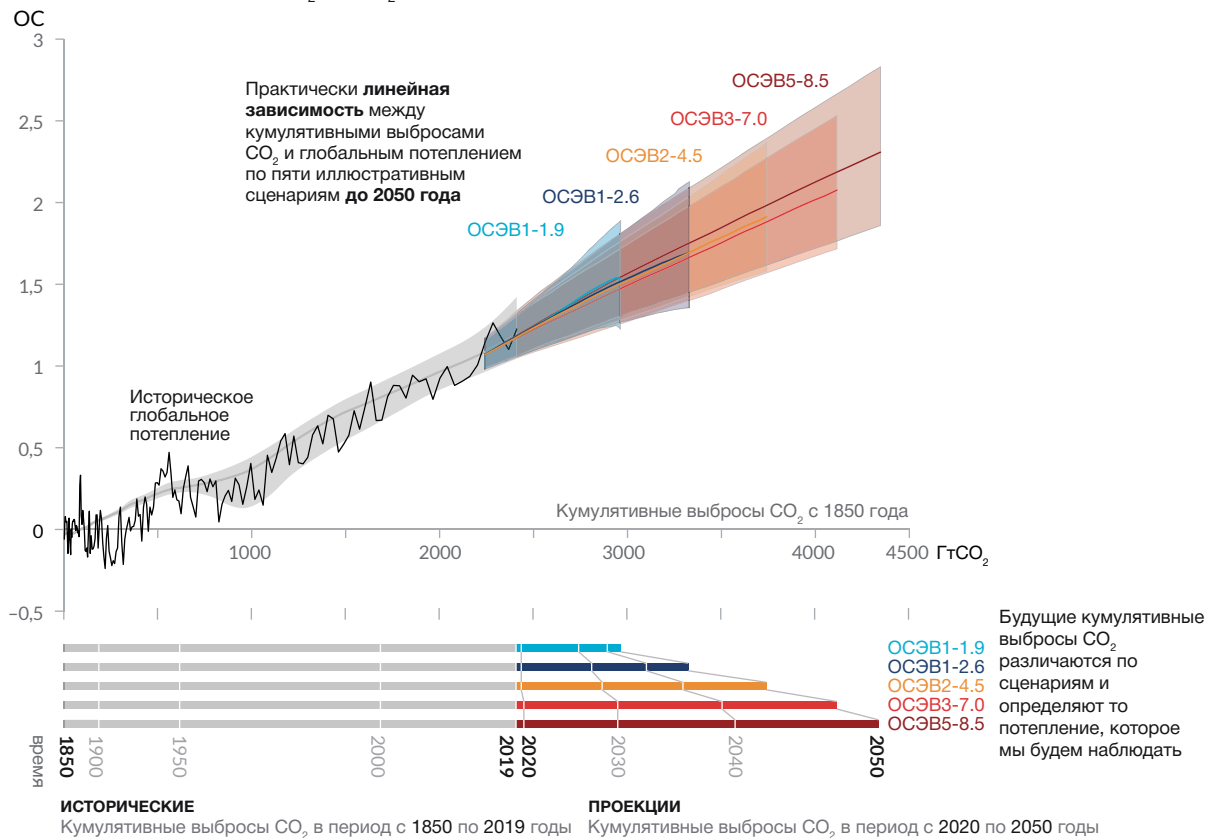 OC
3
2,5
2
1,5
1
0,5
0
−0,5
Практически линейная
зависимость между
кумулятивными выбросами
CO₂ и глобальным потеплением
по пяти иллюстративным
сценариям до 2050 года
ОСЭВ5-8.5
ОСЭВ3-7.0
ОСЭВ2-4.5
ОСЭВ1-2.6
ОСЭВ1-1.9
Историческое
глобальное
потепление
Кумулятивные выбросы CO₂ с 1850 года
1000
2000
3000
4000
4500 ГтCO₂
ОСЭВ1-1.9
ОСЭВ1-2.6
ОСЭВ2-4.5
ОСЭВ3-7.0
ОСЭВ5-8.5
Будущие кумулятивные
выбросы CO₂
различаются по
сценариям и
определяют то
потепление, которое
мы будем наблюдать
время
1850
1900
1950
2000
2019
2020
2030
2040
2050
ИСТОРИЧЕСКИЕ
Кумулятивные выбросы CO₂ в период с 1850 по 2019 годы
ПРОЕКЦИИ
Кумулятивные выбросы CO₂ в период с 2020 по 2050 годы